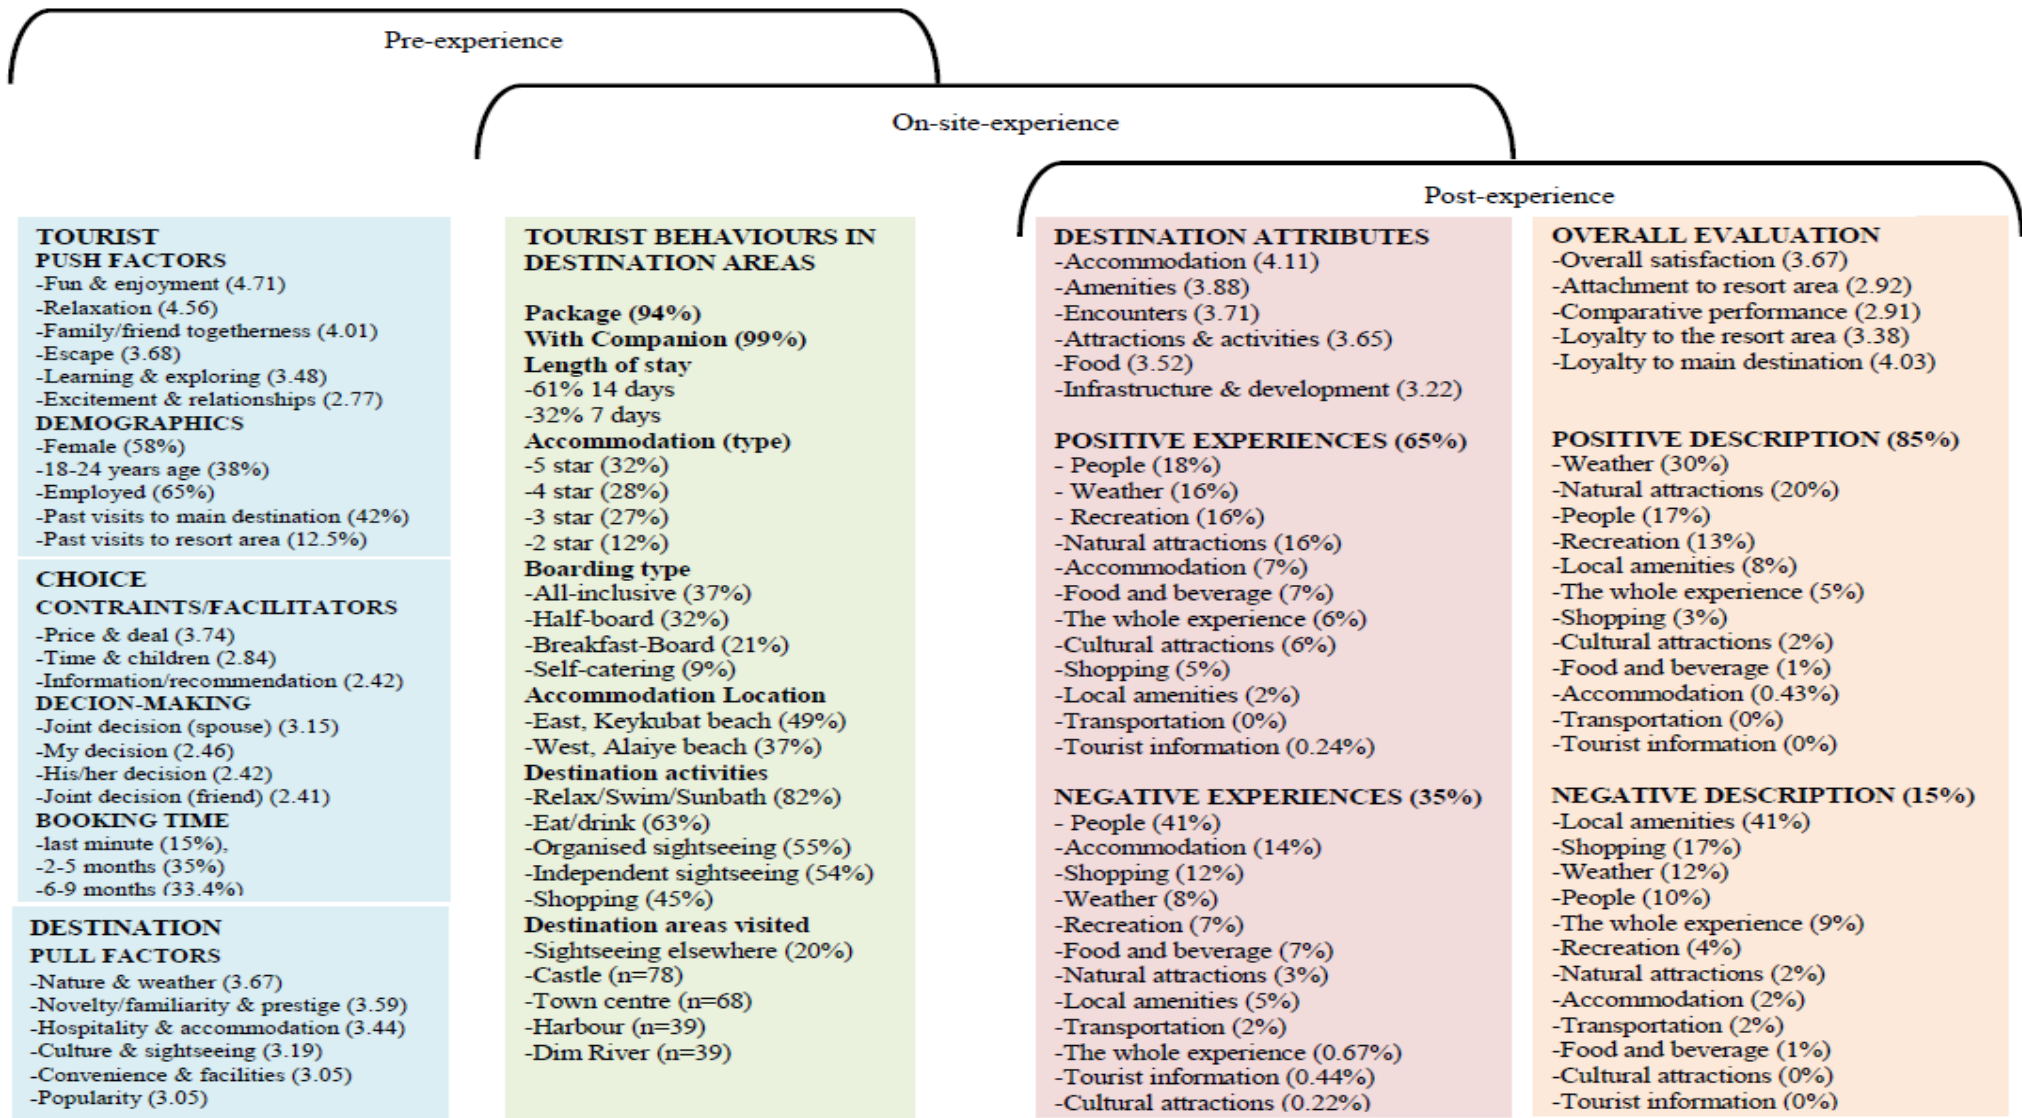 Pre-experience
On-site-experience
Post-experience
TOURIST
PUSH FACTORS
-Fun & enjoyment (4.71)
-Relaxation (4.56)
-Family/friend togetherness (4.01)
-Escape (3.68)
-Learning & exploring (3.48)
-Excitement & relationships (2.77)
DEMOGRAPHICS
-Female (58%)
-18-24 years age (38%)
-Employed (65%)
-Past visits to main destination (42%)
-Past visits to resort area (12.5%)
CHOICE
CONTRAINTS/FACILITATORS
-Price & deal (3.74)
-Time & children (2.84)
-Information/recommendation (2.42)
DECION-MAKING
-Joint decision (spouse) (3.15)
-My decision (2.46)
-His/her decision (2.42)
-Joint decision (friend) (2.41)
BOOKING TIME
-last minute (15%),
-2-5 months (35%)
-6-9 months (33.4%)
DESTINATION
PULL FACTORS
-Nature & weather (3.67)
-Novelty/familiarity & prestige (3.59)
-Hospitality & accommodation (3.44)
-Culture & sightseeing (3.19)
-Convenience & facilities (3.05)
-Popularity (3.05)
TOURIST BEHAVIOURS IN
DESTINATION AREAS
Package (94%)
With Companion (99%)
Length of stay
-61% 14 days
-32% 7 days
Accommodation (type)
-5 star (32%)
-4 star (28%)
-3 star (27%)
-2 star (12%)
Boarding type
-All-inclusive (37%)
-Half-board (32%)
-Breakfast-Board (21%)
-Self-catering (9%)
Accommodation Location
-East, Keykubat beach (49%)
-West, Alaiye beach (37%)
Destination activities
-Relax/Swim/Sunbath (82%)
-Eat/drink (63%)
-Organised sightseeing (55%)
-Independent sightseeing (54%)
-Shopping (45%)
Destination areas visited
-Sightseeing elsewhere (20%)
-Castle (n=78)
-Town centre (n=68)
-Harbour (n=39)
-Dim River (n=39)
DESTINATION ATTRIBUTES
-Accommodation (4.11)
-Amenities (3.88)
-Encounters (3.71)
-Attractions & activities (3.65)
-Food (3.52)
-Infrastructure & development (3.22)
POSITIVE EXPERIENCES (65%)
- People (18%)
- Weather (16%)
- Recreation (16%)
-Natural attractions (16%)
-Accommodation (7%)
-Food and beverage (7%)
-The whole experience (6%)
-Cultural attractions (6%)
-Shopping (5%)
-Local amenities (2%)
-Transportation (0%)
-Tourist information (0.24%)
NEGATIVE EXPERIENCES (35%)
- People (41%)
-Accommodation (14%)
-Shopping (12%)
-Weather (8%)
-Recreation (7%)
-Food and beverage (7%)
-Natural attractions (3%)
-Local amenities (5%)
-Transportation (2%)
-The whole experience (0.67%)
-Tourist information (0.44%)
-Cultural attractions (0.22%)
OVERALL EVALUATION
-Overall satisfaction (3.67)
-Attachment to resort area (2.92)
-Comparative performance (2.91)
-Loyalty to the resort area (3.38)
-Loyalty to main destination (4.03)
POSITIVE DESCRIPTION (85%)
-Weather (30%)
-Natural attractions (20%)
-People (17%)
-Recreation (13%)
-Local amenities (8%)
-The whole experience (5%)
-Shopping (3%)
-Cultural attractions (2%)
-Food and beverage (1%)
-Accommodation (0.43%)
-Transportation (0%)
-Tourist information (0%)
NEGATIVE DESCRIPTION (15%)
-Local amenities (41%)
-Shopping (17%)
-Weather (12%)
-People (10%)
-The whole experience (9%)
-Recreation (4%)
-Natural attractions (2%)
-Accommodation (2%)
-Transportation (2%)
-Food and beverage (1%)
-Cultural attractions (0%)
-Tourist information (0%)